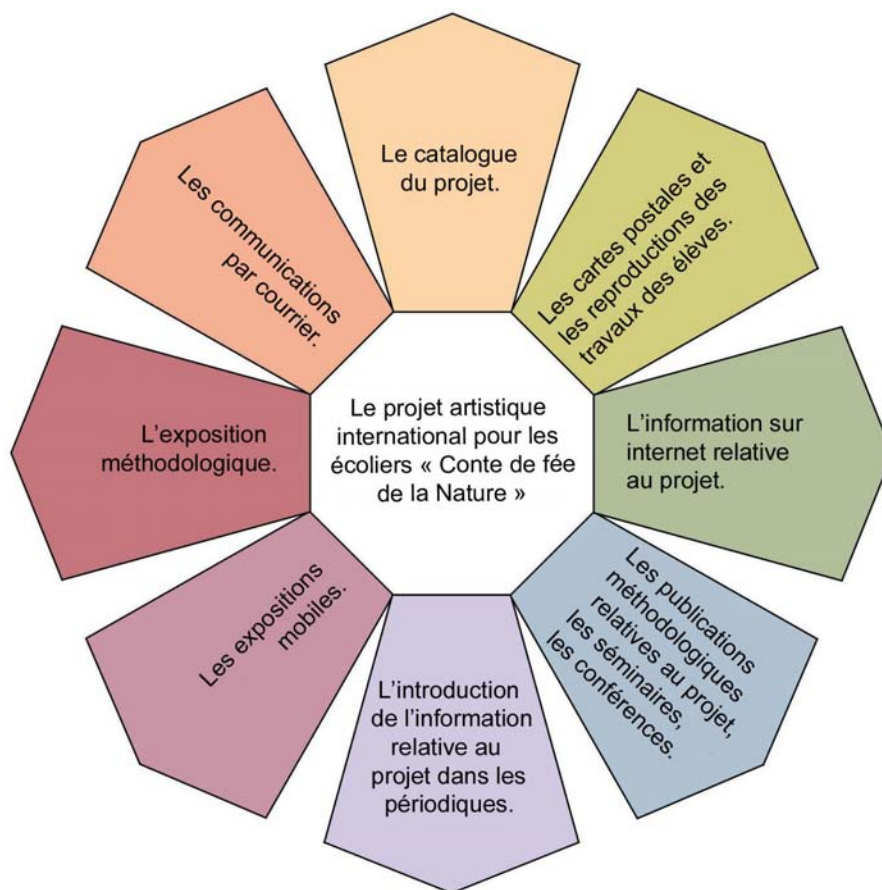 Le catalogue
du projet.
Les cartes postales et
les reproductions des
travaux des élèves.
L'information sur
internet relative
au projet.
Les publications
méthodologiques
relatives au projet,
les séminaires,
les conférences.
L'introduction
de l'information
relative au
projet dans les
périodiques.
Les expositions
mobiles.
L'exposition
méthodologique.
Les communications
par courrier.
Le projet artistique
international pour les
écoliers « Conte de fée
de la Nature »